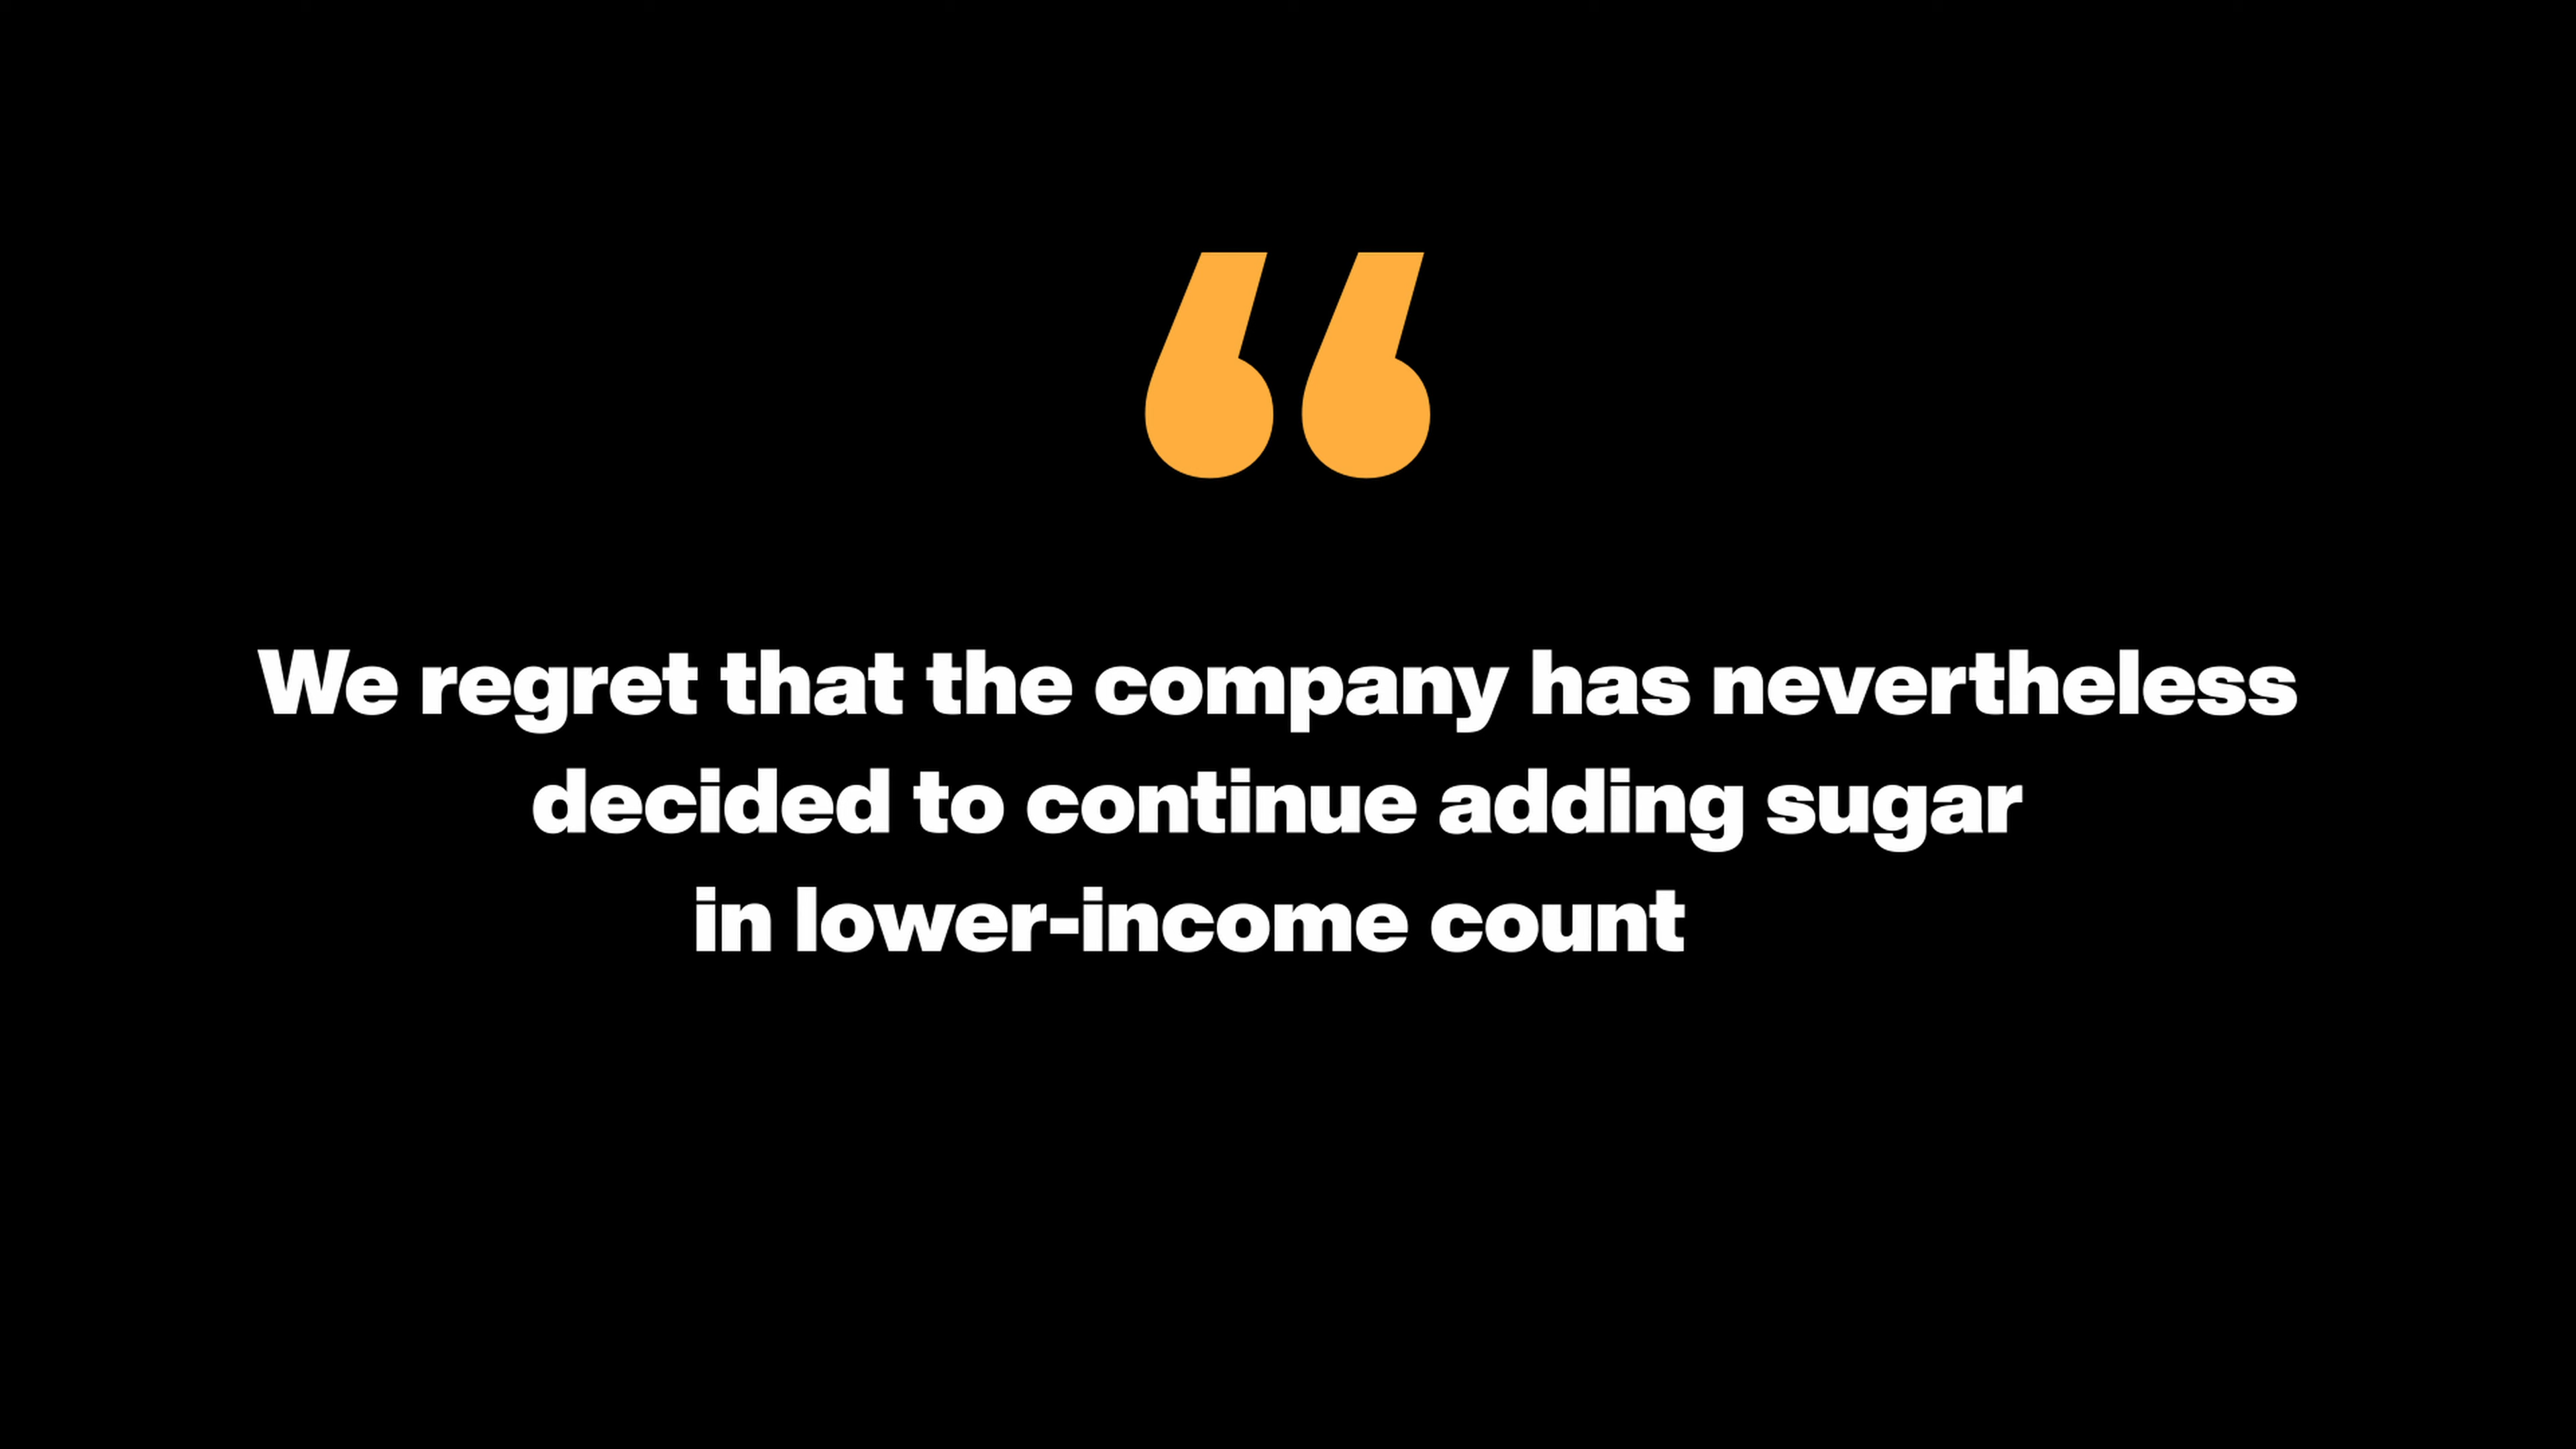 “
We regret that the company has nevertheless
decided to continue adding sugar
in lower-income count